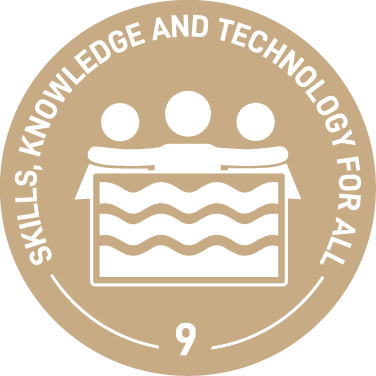 SKILLS, KNOWLEDGE AND TECHNOLOGY FOR ALL
9